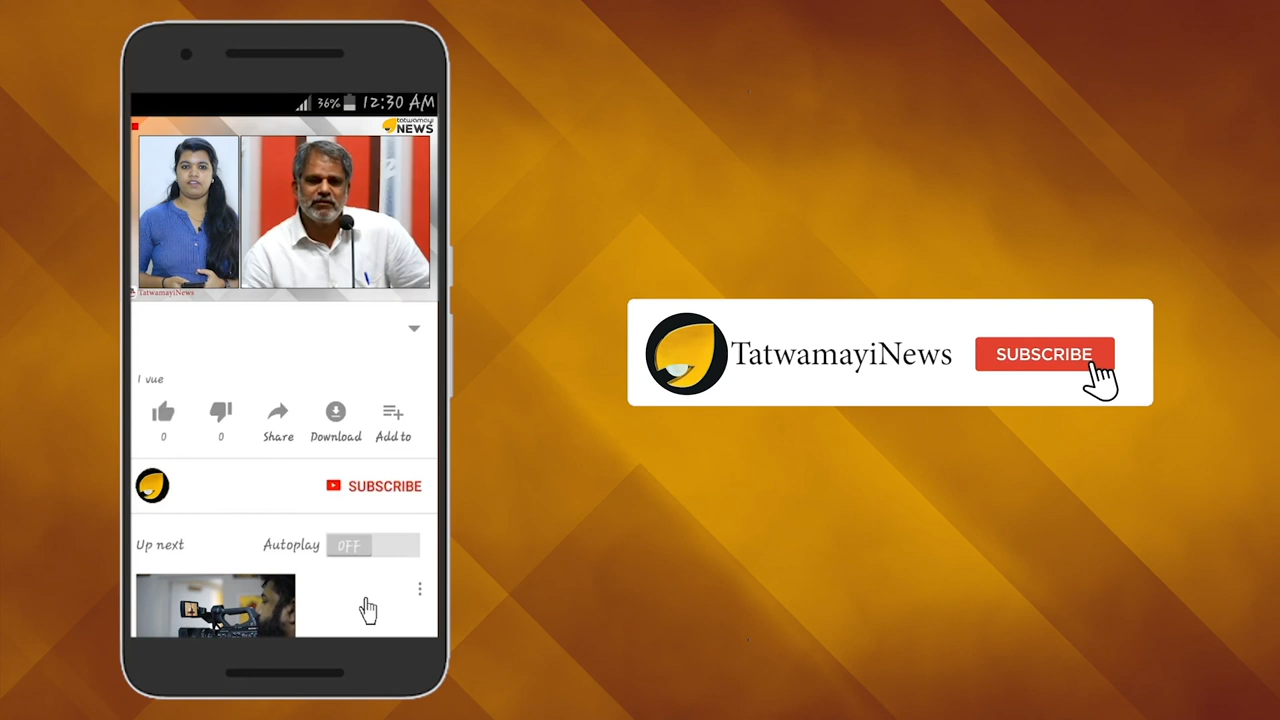 36% 12:30 AM
tatwamayi
NEWS
TatwamayiNews
1 vue
0
0
Share
Download
Add to
SUBSCRIBE
Up next
Autoplay
OFF
TatwamayiNews
SUBSCRIBE